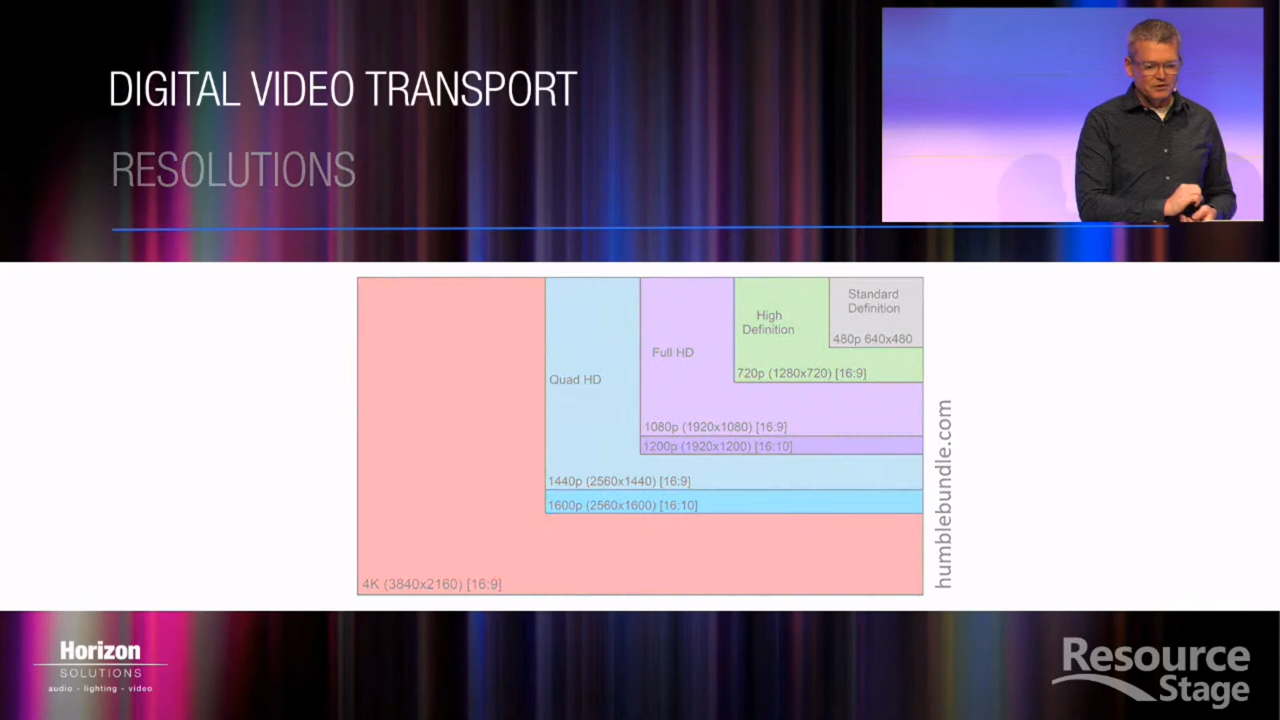 DIGITAL VIDEO TRANSPORT
RESOLUTIONS
Standard
Definition
480p 640x480
High
Definition
720p (1280x720) [16:9]
Full HD
1080p (1920x1080) [16:9]
1200p (1920x1200) [16:10]
Quad HD
1440p (2560x1440) [16:9]
1600p (2560x1600) [16:10]
4K (3840x2160) [16:9]
humblebundle.com
Horizon
SOLUTIONS
audio - lighting - video
Resource
Stage